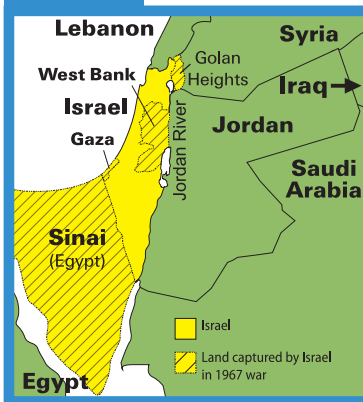 Lebanon
Syria
Golan
Heights
West Bank
Iraq
Israel
Jordan
Gaza
Jordan River
Saudi
Arabia
Sinai
(Egypt)
Israel
Land captured by Israel
in 1967 war
Egypt